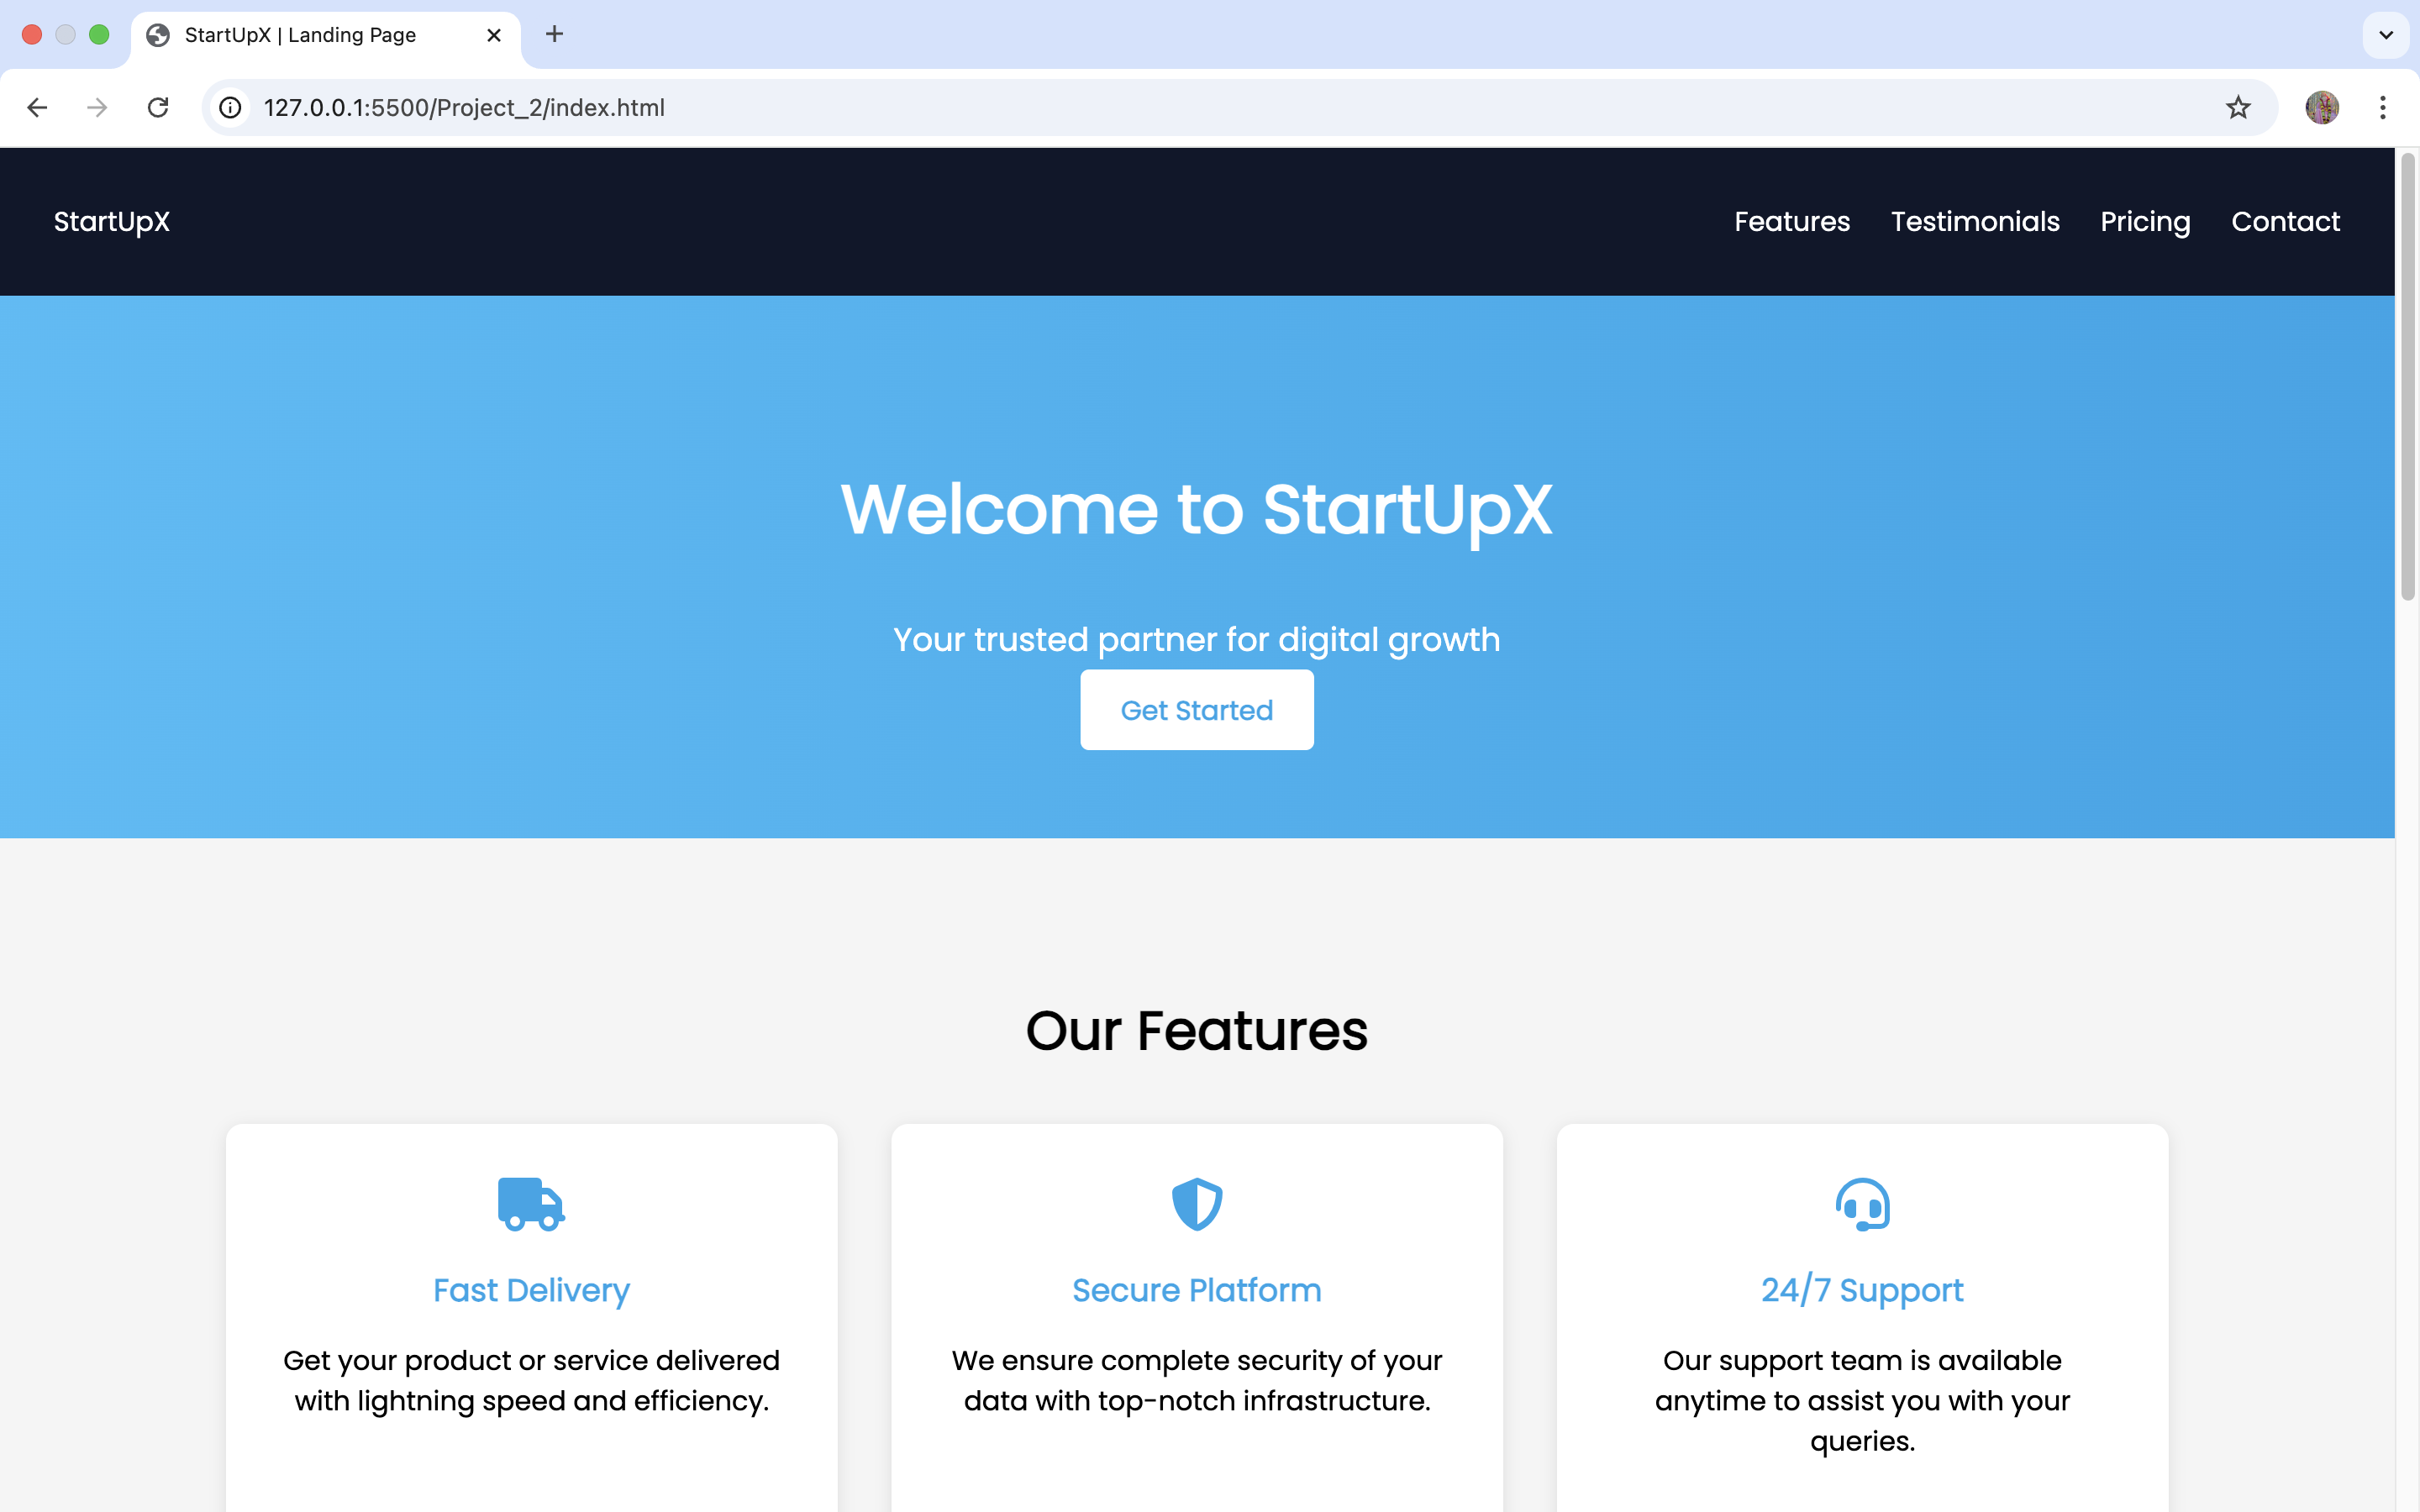 StartUpX | Landing Page
127.0.0.1:5500/Project_2/index.html
StartUpX
Features Testimonials Pricing Contact
Welcome to StartUpX
Your trusted partner for digital growth
Get Started
Our Features
Fast Delivery
Get your product or service delivered
with lightning speed and efficiency.
Secure Platform
We ensure complete security of your
data with top-notch infrastructure.
24/7 Support
Our support team is available
anytime to assist you with your
queries.